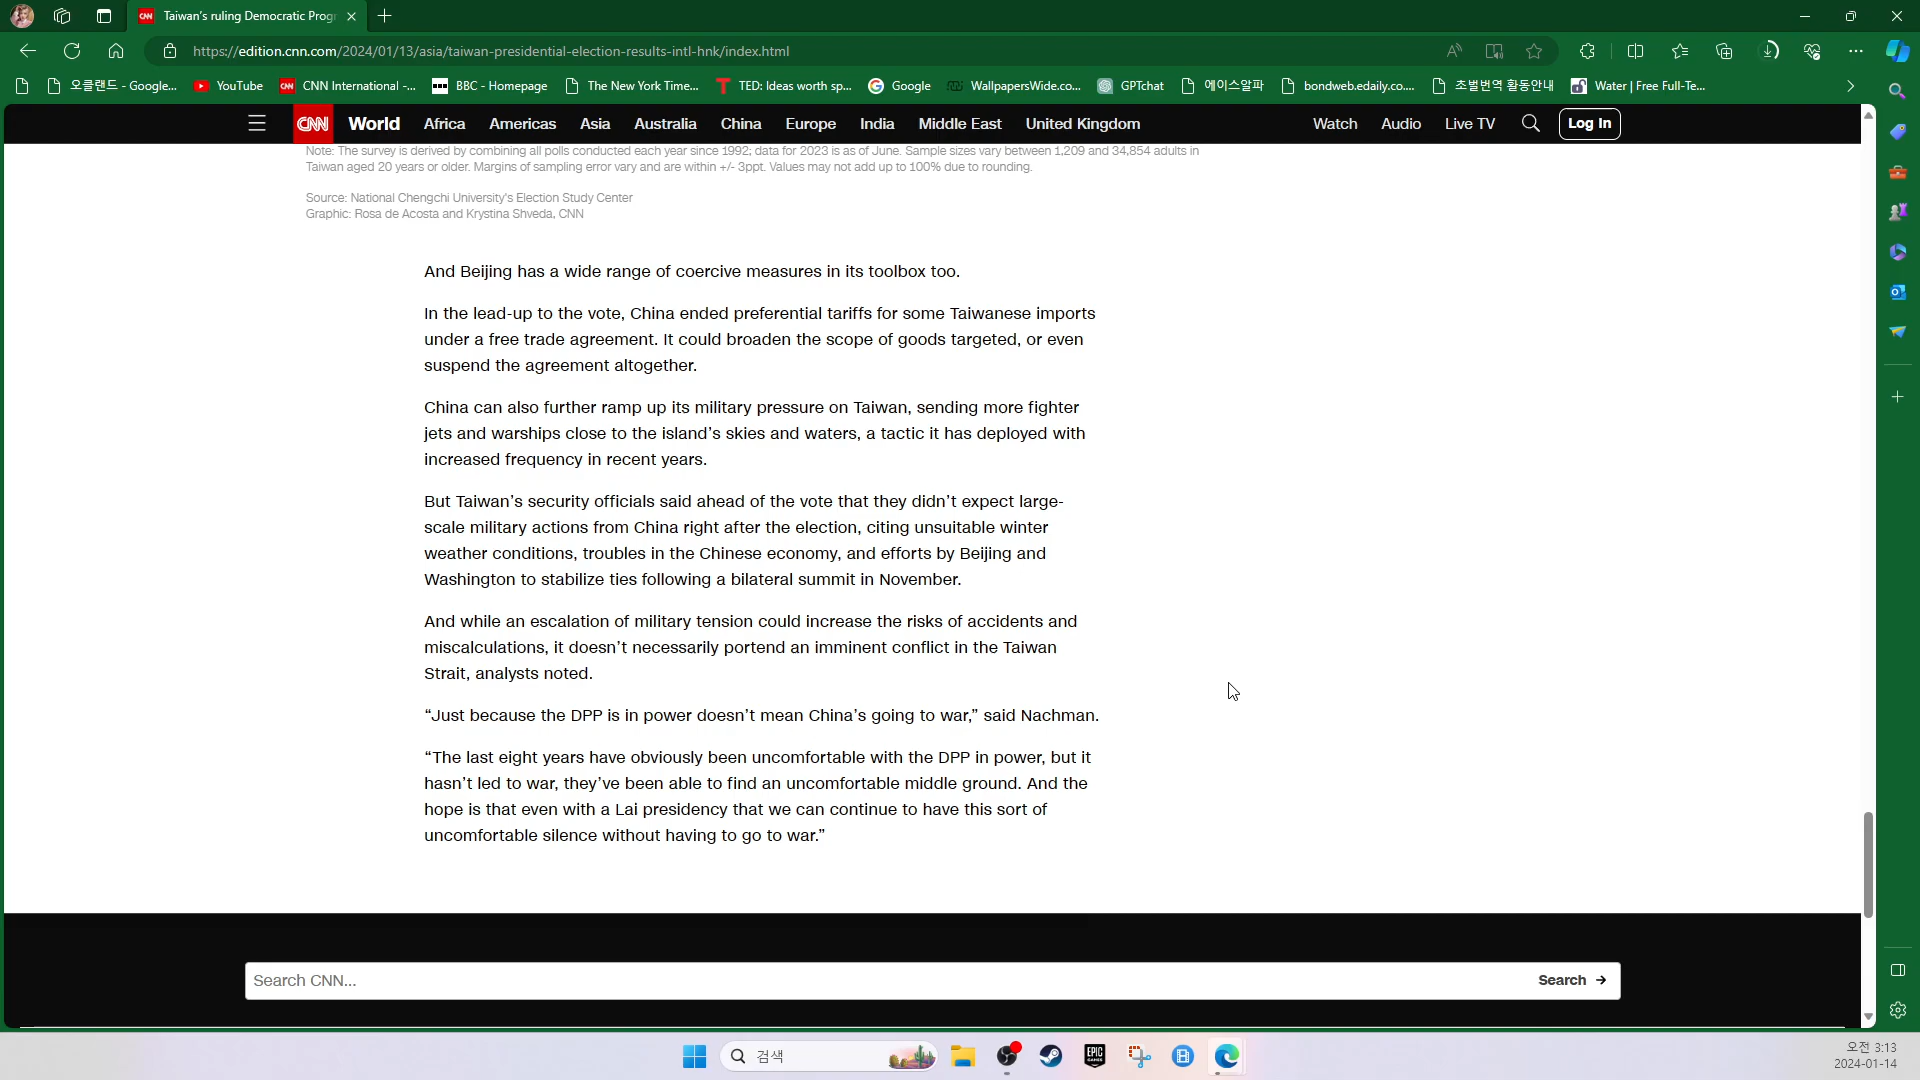 Taiwan's ruling Democratic Prog
https://edition.cnn.com/2024/01/13/asia/taiwan-presidential-election-results-intl-hnk/index.html
오클랜드 - Google... YouTube CNN International -... BBC - Homepage The New York Time... TED: Ideas worth sp... Google WallpapersWide.co... GPTchat 에이스알파 bondweb.edaily.co.... 초벌번역 활동안내 Water | Free Full-Te...
CNN World Africa Americas Asia Australia China Europe India Middle East United Kingdom Watch Audio Live TV Log In
Note: The survey is derived by combining all polls conducted each year since 1992; data for 2023 is as of June. Sample sizes vary between 1,209 and 34,854 adults in
Taiwan aged 20 years or older. Margins of sampling error vary and are within +/- 3ppt. Values may not add up to 100% due to rounding.
Source: National Chengchi University's Election Study Center
Graphic: Rosa de Acosta and Krystina Shveda, CNN
And Beijing has a wide range of coercive measures in its toolbox too.
In the lead-up to the vote, China ended preferential tariffs for some Taiwanese imports
under a free trade agreement. It could broaden the scope of goods targeted, or even
suspend the agreement altogether.
China can also further ramp up its military pressure on Taiwan, sending more fighter
jets and warships close to the island's skies and waters, a tactic it has deployed with
increased frequency in recent years.
But Taiwan's security officials said ahead of the vote that they didn't expect large-
scale military actions from China right after the election, citing unsuitable winter
weather conditions, troubles in the Chinese economy, and efforts by Beijing and
Washington to stabilize ties following a bilateral summit in November.
And while an escalation of military tension could increase the risks of accidents and
miscalculations, it doesn't necessarily portend an imminent conflict in the Taiwan
Strait, analysts noted.
“Just because the DPP is in power doesn't mean China's going to war,” said Nachman.
“The last eight years have obviously been uncomfortable with the DPP in power, but it
hasn't led to war, they've been able to find an uncomfortable middle ground. And the
hope is that even with a Lai presidency that we can continue to have this sort of
uncomfortable silence without having to go to war.”
Search CNN... Search →
검색
EPIC GAMES
오전 3:13
2024-01-14